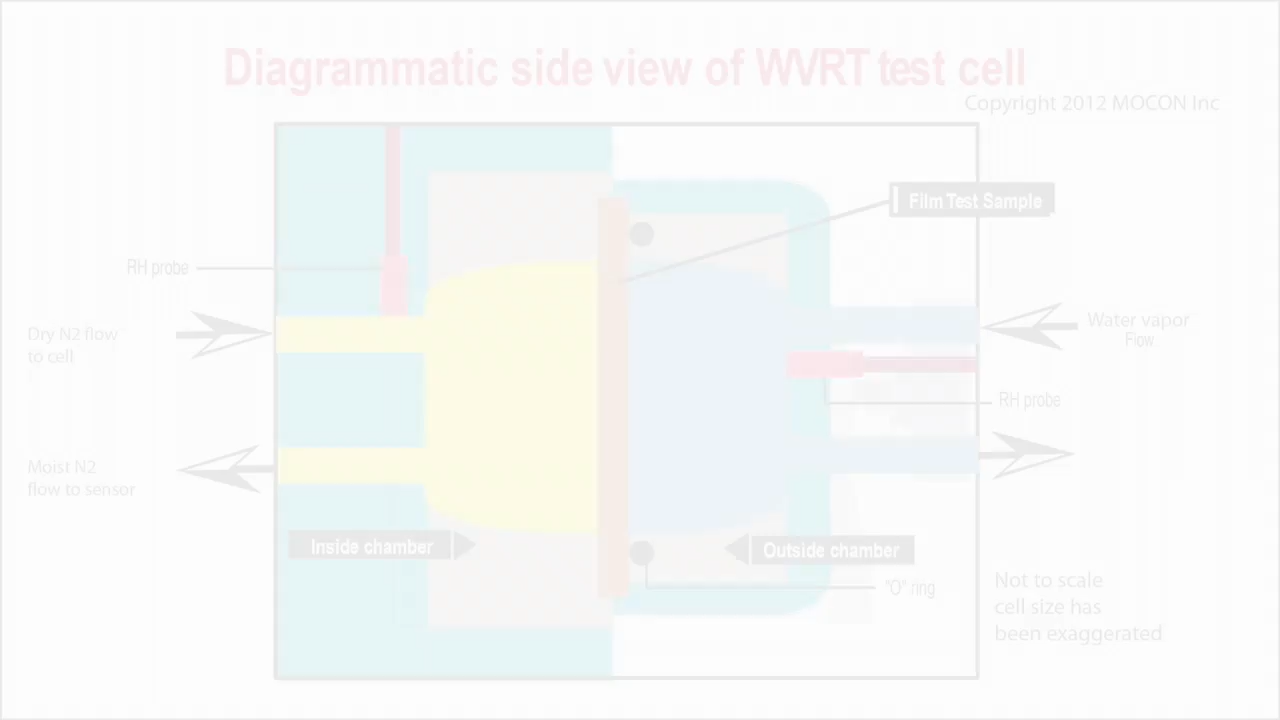 Diagrammatic side view of WVRT test cell
Copyright 2012 MOCON Inc
Film Test Sample
RH probe
Dry N2 flow
to cell
Water vapor
Flow
RH probe
Moist N2
flow to sensor
Inside chamber
Outside chamber
"O" ring
Not to scale
cell size has
been exaggerated